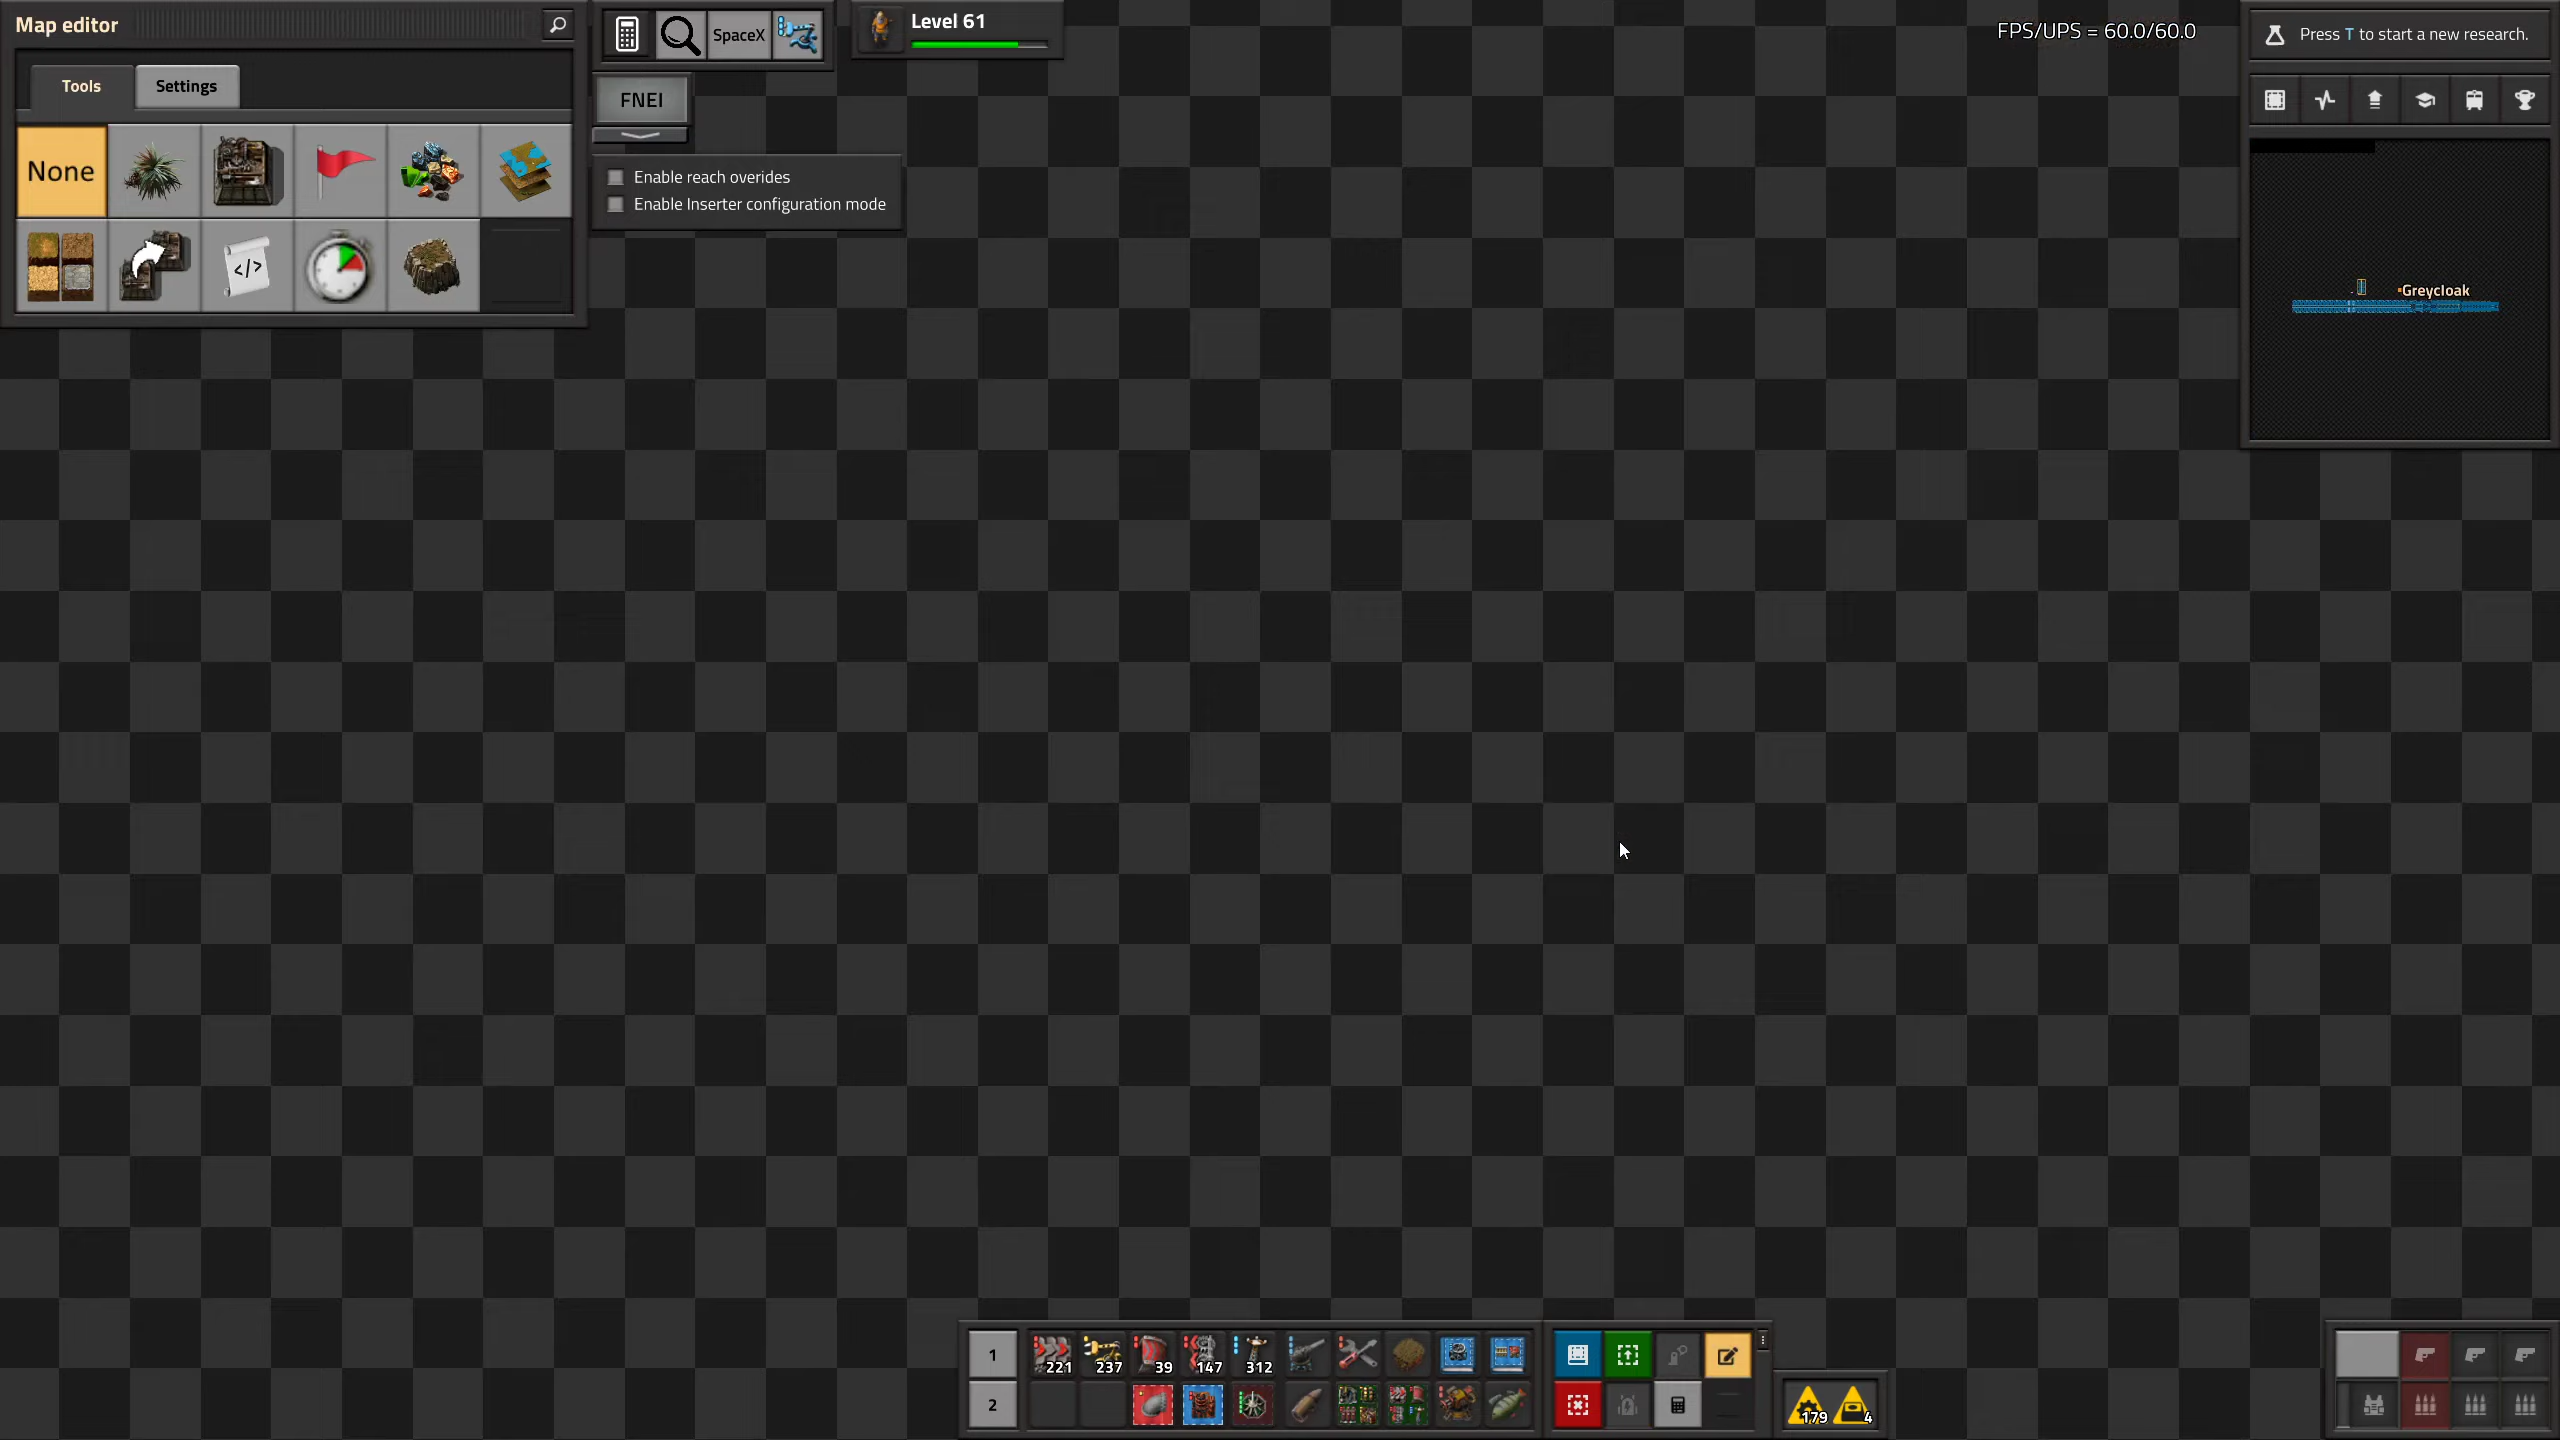 Map editor
Tools
Settings
None
</>
SpaceX
Level 61
FNEI
Enable reach overides
Enable Inserter configuration mode
FPS/UPS = 60.0/60.0
Press T to start a new research.
Greycloak
1
221
237
39
147
312
2
179
4